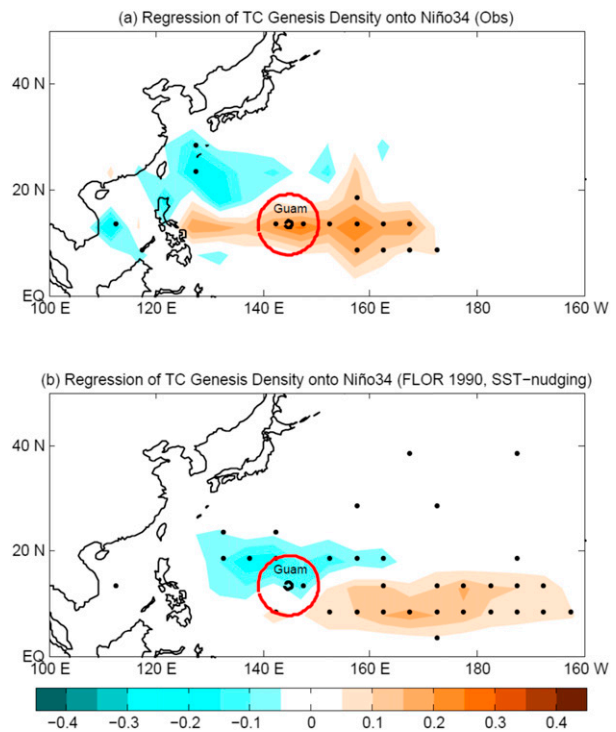 (a) Regression of TC Genesis Density onto Niño34 (Obs)
40 N
20 N
EQ
Guam
100 E 120 E 140 E 160 E 180 160 W
(b) Regression of TC Genesis Density onto Niño34 (FLOR 1990, SST−nudging)
40 N
20 N
EQ
Guam
100 E 120 E 140 E 160 E 180 160 W
−0.4 −0.3 −0.2 −0.1 0 0.1 0.2 0.3 0.4